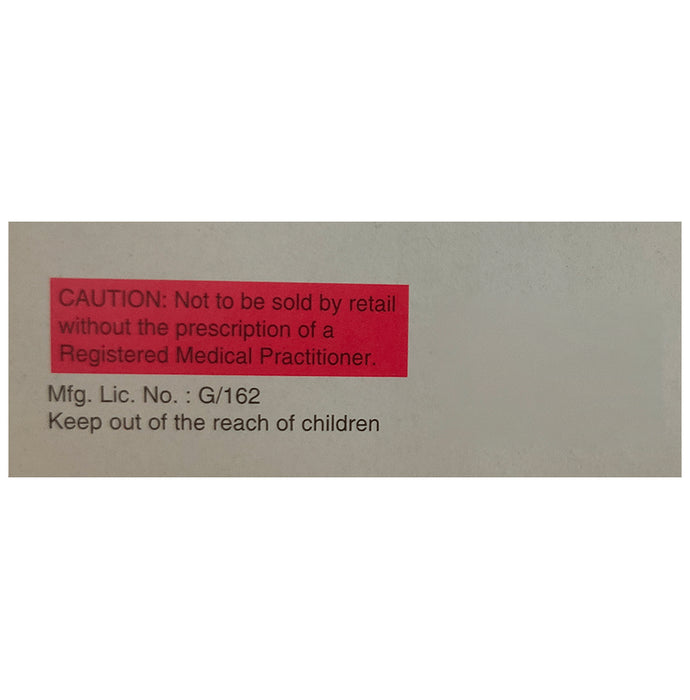 CAUTION: Not to be sold by retail
without the prescription of a
Registered Medical Practitioner.
Mfg. Lic. No. : G/162
Keep out of the reach of children